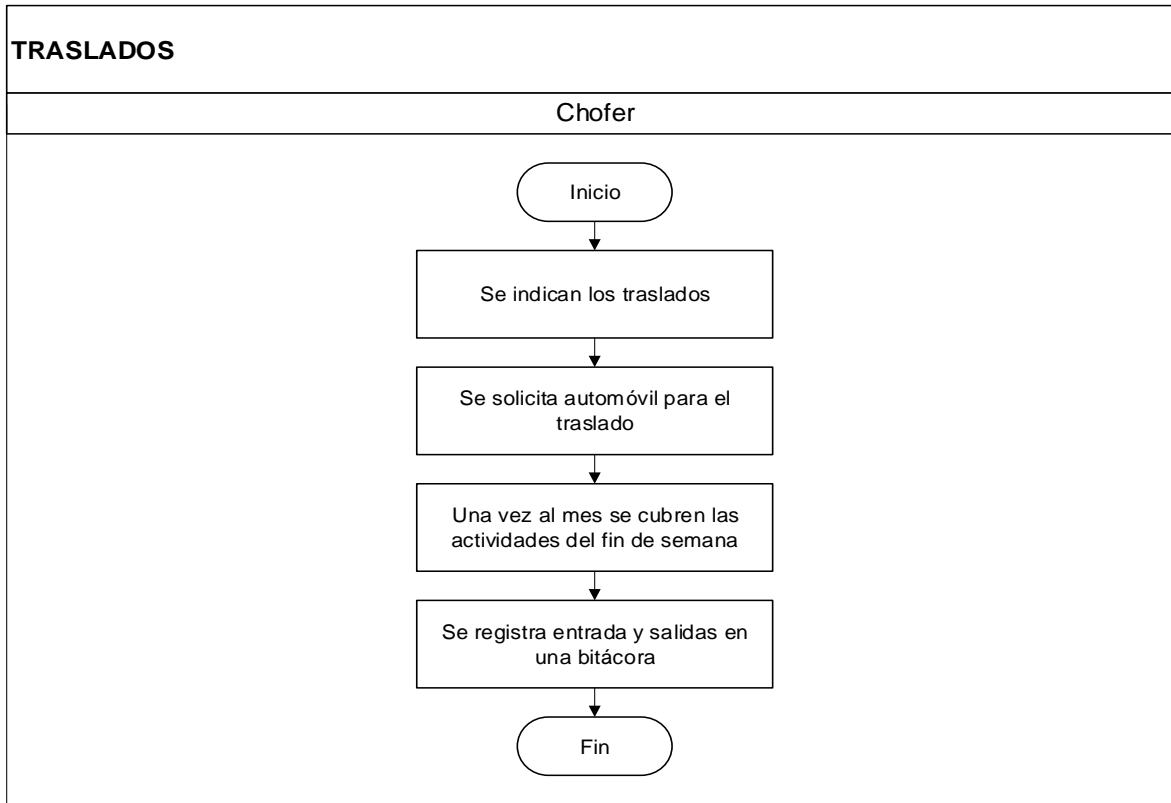 TRASLADOS
Chofer
Inicio
Se indican los traslados
Se solicita automóvil para el
traslado
Una vez al mes se cubren las
actividades del fin de semana
Se registra entrada y salidas en
una bitácora
Fin